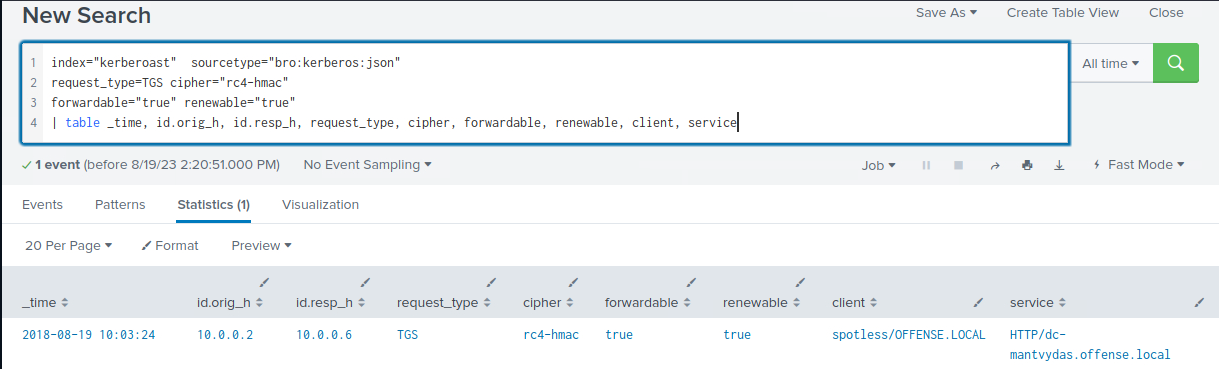 New Search
Save As
Create Table View
Close
1 index="kerberoast"  sourcetype="bro:kerberos:json"
2 request_type=TGS cipher="rc4-hmac"
3 forwardable="true" renewable="true"
4 | table _time, id.orig_h, id.resp_h, request_type, cipher, forwardable, renewable, client, service
All time
✓ 1 event (before 8/19/23 2:20:51.000 PM)
No Event Sampling
Job
Fast Mode
Events
Patterns
Statistics (1)
Visualization
20 Per Page
Format
Preview
_time id.orig_h id.resp_h request_type cipher forwardable renewable client service
2018-08-19 10:03:24 10.0.0.2 10.0.0.6 TGS rc4-hmac true true spotless/OFFENSE.LOCAL HTTP/dc-
mantvydas.offense.local